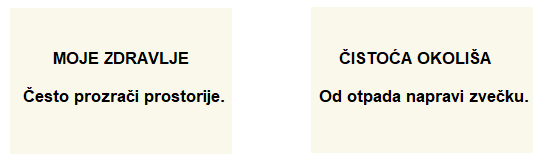 MOJE ZDRAVLJE
Često prozrači prostorije.
ČISTOĆA OKOLIŠA
Od otpada napravi zvečku.